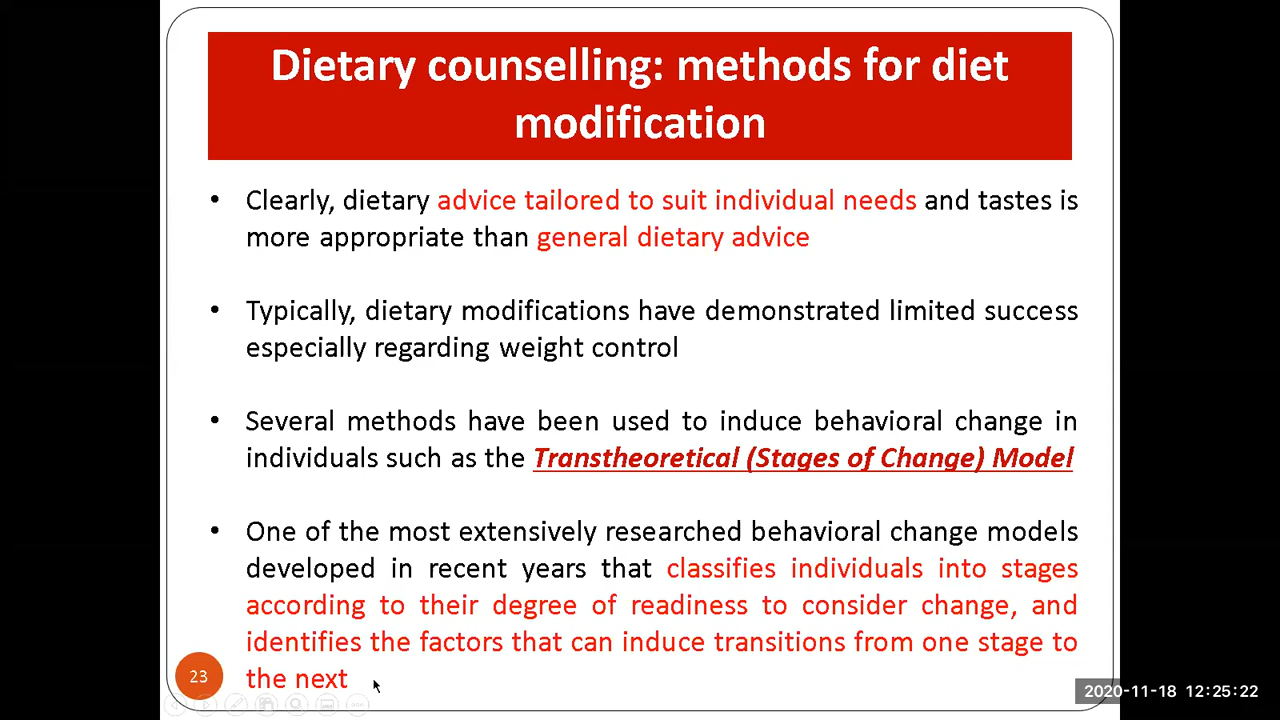 Dietary counselling: methods for diet
modification
• Clearly, dietary advice tailored to suit individual needs and tastes is
more appropriate than general dietary advice
• Typically, dietary modifications have demonstrated limited success
especially regarding weight control
• Several methods have been used to induce behavioral change in
individuals such as the Transtheoretical (Stages of Change) Model
• One of the most extensively researched behavioral change models
developed in recent years that classifies individuals into stages
according to their degree of readiness to consider change, and
identifies the factors that can induce transitions from one stage to
the next
23
2020-11-18 12:25:22